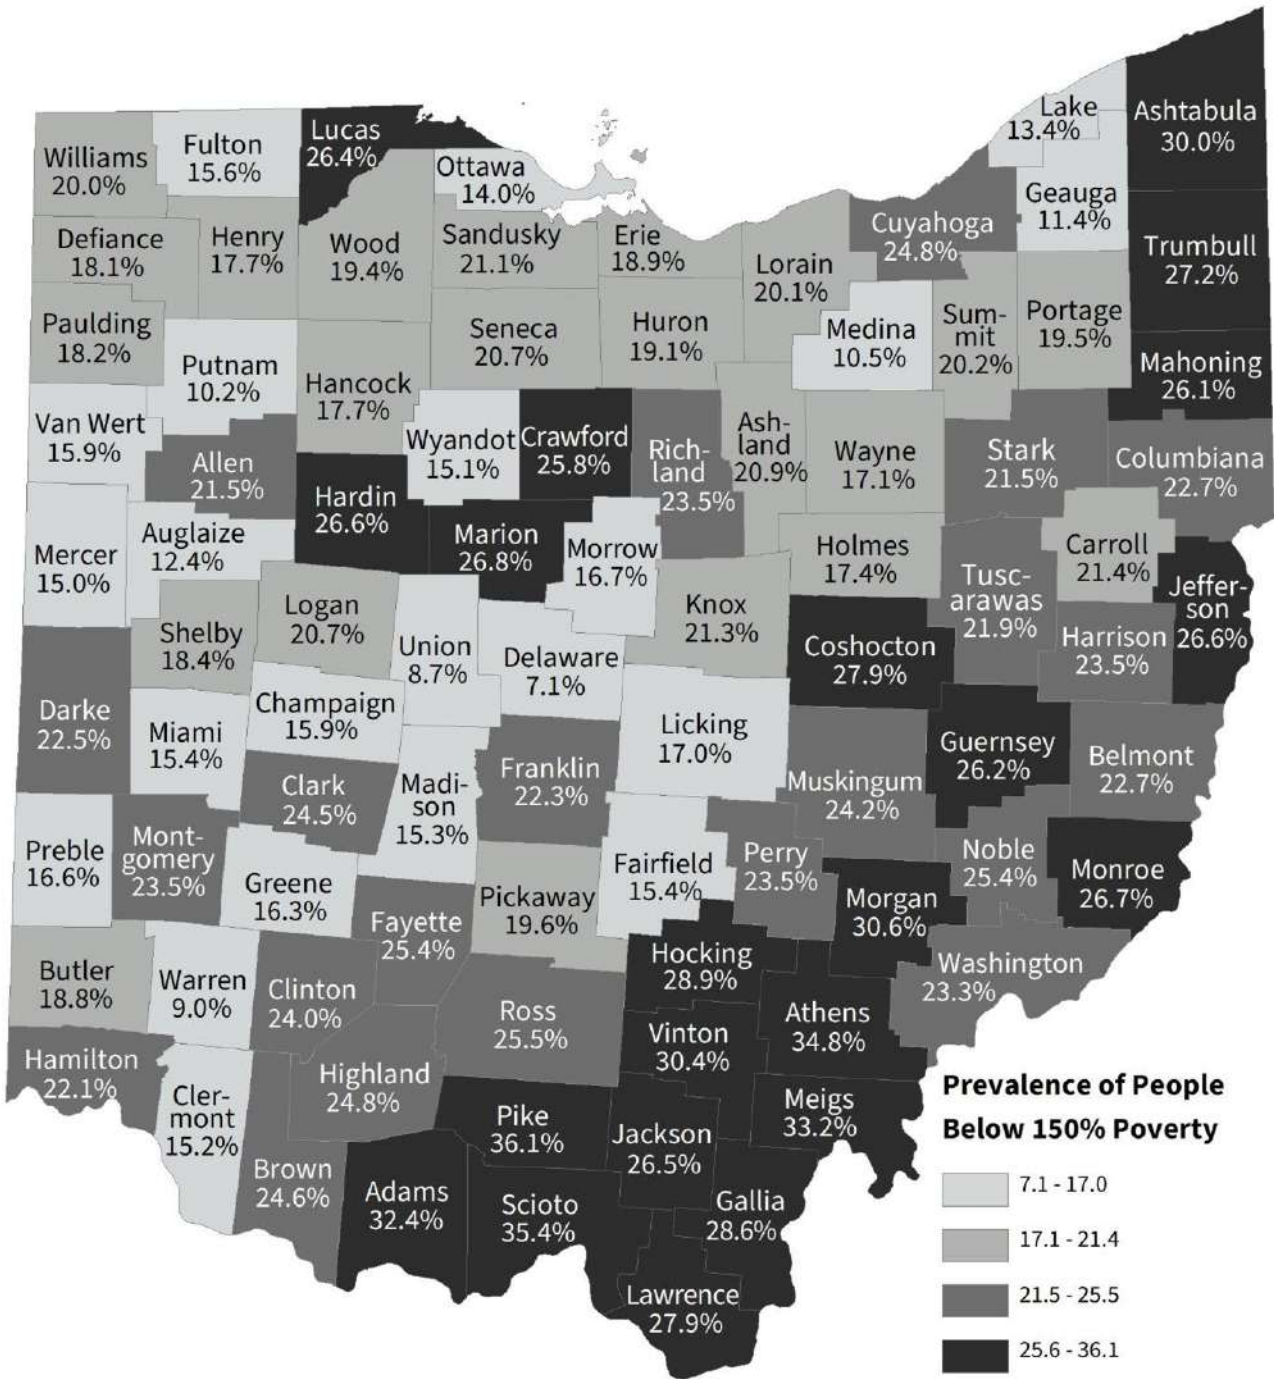 Lake
13.4%
Ashtabula
30.0%
Lucas
26.4%
Fulton
15.6%
Williams
20.0%
Ottawa
14.0%
Geauga
11.4%
Cuyahoga
24.8%
Defiance
18.1%
Henry
17.7%
Wood
19.4%
Sandusky
21.1%
Erie
18.9%
Lorain
20.1%
Trumbull
27.2%
Paulding
18.2%
Putnam
10.2%
Hancock
17.7%
Seneca
20.7%
Huron
19.1%
Medina
10.5%
Sum-
mit
20.2%
Portage
19.5%
Mahoning
26.1%
Van Wert
15.9%
Allen
21.5%
Wyandot
15.1%
Crawford
25.8%
Rich-
land
23.5%
Ash-
land
20.9%
Wayne
17.1%
Stark
21.5%
Columbiana
22.7%
Hardin
26.6%
Mercer
15.0%
Auglaize
12.4%
Marion
26.8%
Morrow
16.7%
Holmes
17.4%
Carroll
21.4%
Tusc-
arawas
21.9%
Jeffer-
son
26.6%
Logan
20.7%
Shelby
18.4%
Union
8.7%
Delaware
7.1%
Knox
21.3%
Coshocton
27.9%
Harrison
23.5%
Darke
22.5%
Miami
15.4%
Champaign
15.9%
Licking
17.0%
Guernsey
26.2%
Belmont
22.7%
Clark
24.5%
Madi-
son
15.3%
Franklin
22.3%
Muskingum
24.2%
Preble
16.6%
Mont-
gomery
23.5%
Greene
16.3%
Fairfield
15.4%
Perry
23.5%
Noble
25.4%
Monroe
26.7%
Fayette
25.4%
Pickaway
19.6%
Morgan
30.6%
Butler
18.8%
Warren
9.0%
Clinton
24.0%
Ross
25.5%
Hocking
28.9%
Washington
23.3%
Athens
34.8%
Vinton
30.4%
Hamilton
22.1%
Cler-
mont
15.2%
Highland
24.8%
Pike
36.1%
Jackson
26.5%
Meigs
33.2%
Brown
24.6%
Adams
32.4%
Scioto
35.4%
Gallia
28.6%
Lawrence
27.9%
Prevalence of People
Below 150% Poverty
7.1 - 17.0
17.1 - 21.4
21.5 - 25.5
25.6 - 36.1